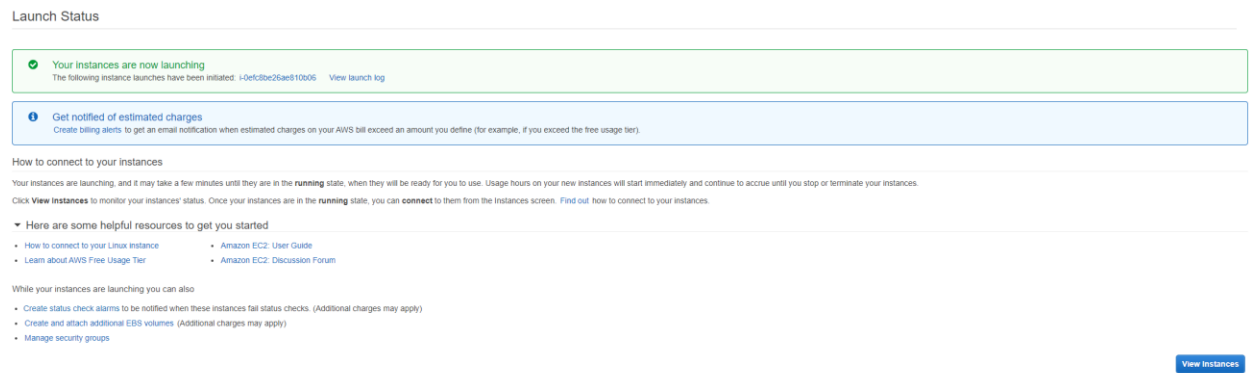 Launch Status
Your instances are now launching
The following instance launches have been initiated: i-0efc8be26ae810b06 View launch log
Get notified of estimated charges
Create billing alerts to get an email notification when estimated charges on your AWS bill exceed an amount you define (for example, if you exceed the free usage tier).
How to connect to your instances
Your instances are launching, and it may take a few minutes until they are in the running state, when they will be ready for you to use. Usage hours on your new instances will start immediately and continue to accrue until you stop or terminate your instances.
Click View Instances to monitor your instances' status. Once your instances are in the running state, you can connect to them from the Instances screen. Find out how to connect to your instances.
Here are some helpful resources to get you started
• How to connect to your Linux instance • Amazon EC2: User Guide
• Learn about AWS Free Usage Tier • Amazon EC2: Discussion Forum
While your instances are launching you can also
• Create status check alarms to be notified when these instances fail status checks. (Additional charges may apply)
• Create and attach additional EBS volumes (Additional charges may apply)
• Manage security groups
View Instances